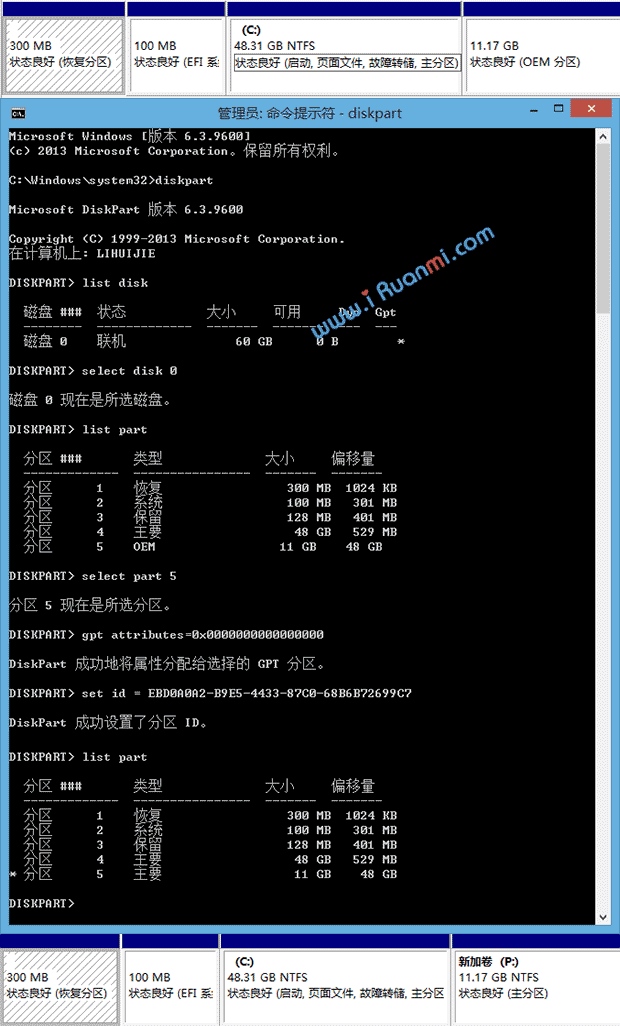 (C:)
300 MB 100 MB 48.31 GB NTFS 11.17 GB
状态良好 (恢复分区) 状态良好 (EFI 系 状态良好 (启动, 页面文件, 故障转储, 主分区) 状态良好 (OEM 分区)
管理员: 命令提示符 - diskpart
Microsoft Windows [版本 6.3.9600]
(c) 2013 Microsoft Corporation。保留所有权利。
C:\Windows\system32>diskpart
Microsoft DiskPart 版本 6.3.9600
Copyright (C) 1999-2013 Microsoft Corporation.
在计算机上: LIHUIJIE
www.iRuanmi.com
DISKPART> list disk
磁盘 ### 状态 大小 可用 Dyn Gpt
-------- ------------- ------- ------- --- ---
磁盘 0 联机 60 GB 0 B *
DISKPART> select disk 0
磁盘 0 现在是所选磁盘。
DISKPART> list part
分区 ### 类型 大小 偏移量
------------- ---------------- ------- -------
分区 1 恢复 300 MB 1024 KB
分区 2 系统 100 MB 301 MB
分区 3 保留 128 MB 401 MB
分区 4 主要 48 GB 529 MB
分区 5 OEM 11 GB 48 GB
DISKPART> select part 5
分区 5 现在是所选分区。
DISKPART> gpt attributes=0x0000000000000000
DiskPart 成功地将属性分配给选择的 GPT 分区。
DISKPART> set id = EBD0A0A2-B9E5-4433-87C0-68B6B72699C7
DiskPart 成功设置了分区 ID。
DISKPART> list part
分区 ### 类型 大小 偏移量
------------- ---------------- ------- -------
分区 1 恢复 300 MB 1024 KB
分区 2 系统 100 MB 301 MB
分区 3 保留 128 MB 401 MB
分区 4 主要 48 GB 529 MB
* 分区 5 主要 11 GB 48 GB
DISKPART>
(C:) 新加卷 (P:)
300 MB 100 MB 48.31 GB NTFS 11.17 GB NTFS
状态良好 (恢复分区) 状态良好 (EFI 系 状态良好 (启动, 页面文件, 故障转储, 主分区 状态良好 (主分区)